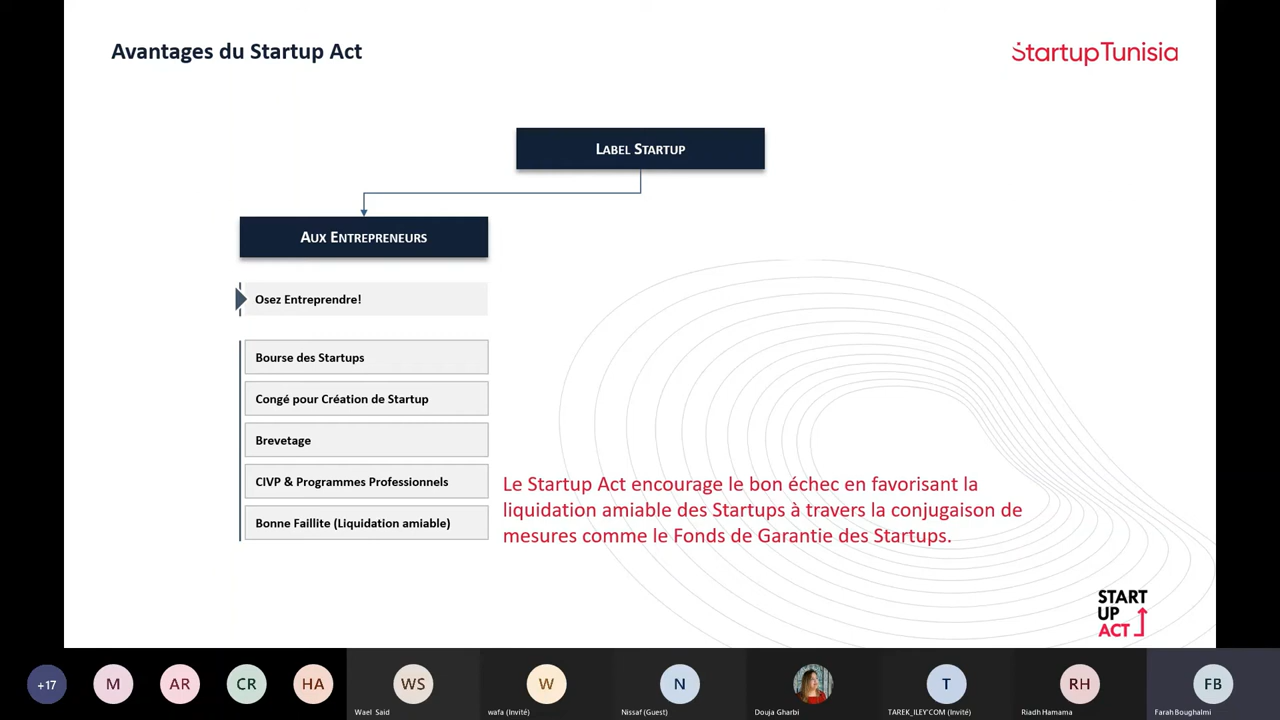 Avantages du Startup Act
StartupTunisia
LABEL STARTUP
AUX ENTREPRENEURS
Osez Entreprendre!
Bourse des Startups
Congé pour Création de Startup
Brevetage
CIVP & Programmes Professionnels
Bonne Faillite (Liquidation amiable)
Le Startup Act encourage le bon échec en favorisant la
liquidation amiable des Startups à travers la conjugaison de
mesures comme le Fonds de Garantie des Startups.
START
UP
ACT
+17
M
AR
CR
HA
WS
W
N
T
RH
FB
Wael Said
wafa (Invité)
Nissaf (Guest)
Douja Gharbi
TAREK_ILEY'COM (Invité)
Riadh Hamama
Farah Boughalmi